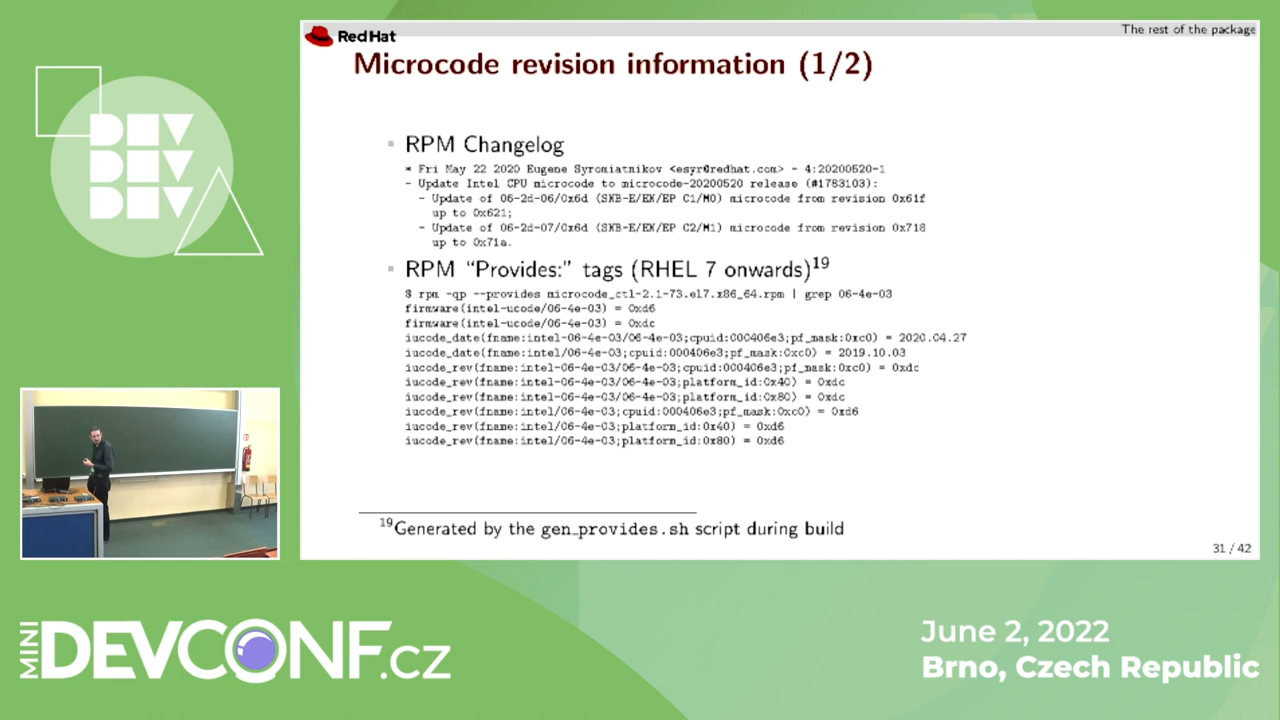 DEV
DEV
DEV
Red Hat
The rest of the package
Microcode revision information (1/2)
RPM Changelog
* Fri May 22 2020 Eugene Syromiatnikov <esyr@redhat.com> - 4:20200520-1
- Update Intel CPU microcode to microcode-20200520 release (#1783103):
- Update of 06-2d-06/0x6d (SNB-E/EN/EP C1/M0) microcode from revision 0x61f
up to 0x621;
- Update of 06-2d-07/0x6d (SNB-E/EN/EP C2/M1) microcode from revision 0x718
up to 0x71a.
RPM “Provides:” tags (RHEL 7 onwards)19
$ rpm -qp --provides microcode_ctl-2.1-73.el7.x86_64.rpm | grep 06-4e-03
firmware(intel-ucode/06-4e-03) = 0xd6
firmware(intel-ucode/06-4e-03) = 0xdc
iucode_date(fname:intel-06-4e-03/06-4e-03;cpuid:000406e3;pf_mask:0xc0) = 2020.04.27
iucode_date(fname:intel/06-4e-03;cpuid:000406e3;pf_mask:0xc0) = 2019.10.03
iucode_rev(fname:intel-06-4e-03/06-4e-03;cpuid:000406e3;pf_mask:0xc0) = 0xdc
iucode_rev(fname:intel-06-4e-03/06-4e-03;platform_id:0x40) = 0xdc
iucode_rev(fname:intel-06-4e-03/06-4e-03;platform_id:0x80) = 0xdc
iucode_rev(fname:intel/06-4e-03;cpuid:000406e3;pf_mask:0xc0) = 0xd6
iucode_rev(fname:intel/06-4e-03;platform_id:0x40) = 0xd6
iucode_rev(fname:intel/06-4e-03;platform_id:0x80) = 0xd6
19Generated by the gen_provides.sh script during build
31 / 42
MINI DEVCONF.CZ
June 2, 2022
Brno, Czech Republic